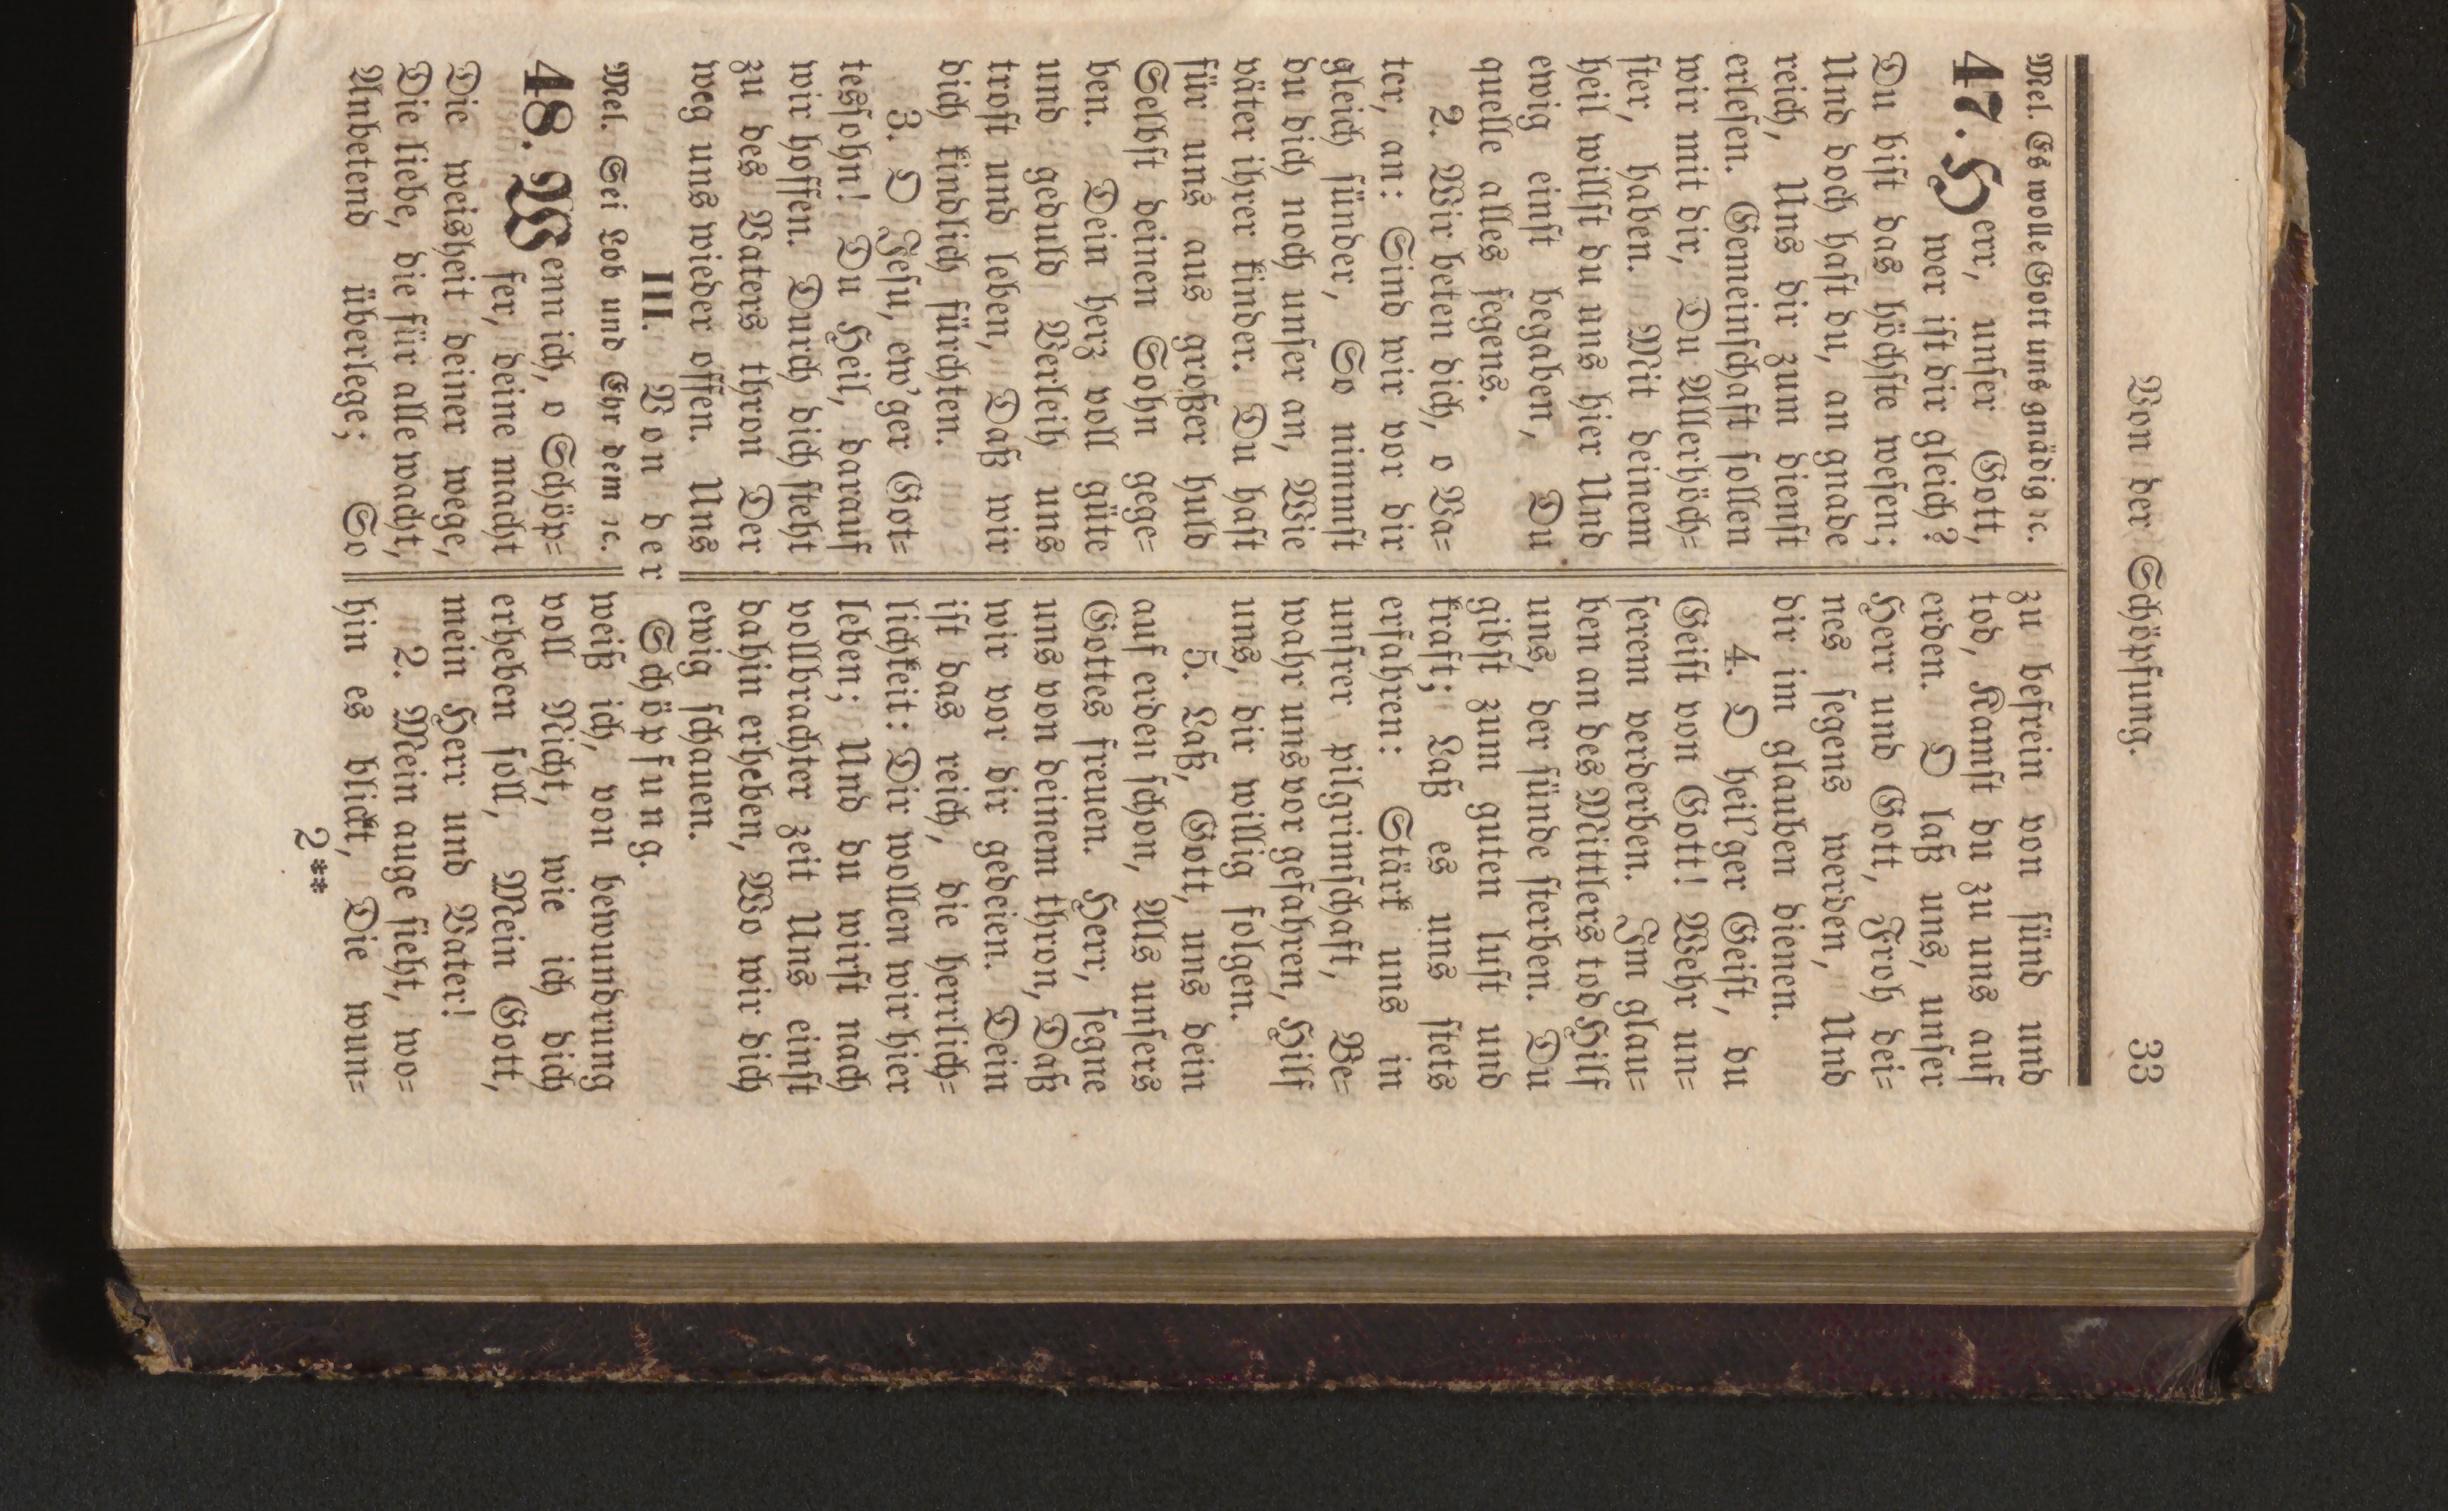 Von der Schöpfung. 33
Mel. Es wolle Gott uns gnädig ꝛc.
47. Herr, unser Gott,
wer ist dir gleich?
Du bist das höchste wesen;
Und doch hast du, an gnade
reich, Uns dir zum dienst
erlesen. Gemeinschaft sollen
wir mit dir, Du Allerhöch=
ster, haben. Mit deinem
heil willst du uns hier Und
ewig einst begaben, Du
quelle alles segens.
2. Wir beten dich, o Va=
ter, an: Sind wir vor dir
gleich sünder, So nimmst
du dich noch unser an, Wie
väter ihrer kinder. Du hast
für uns aus großer huld
Selbst deinen Sohn gege=
ben. Dein herz voll güte
und geduld Verleih uns
trost und leben, Daß wir
dich kindlich fürchten.
3. O Jesu, ew'ger Got=
tessohn! Du Heil, darauf
wir hoffen. Durch dich steht
zu des Vaters thron Der
weg uns wieder offen. Uns
zu befrein von sünd und
tod, Kamst du zu uns auf
erden. O laß uns, unser
Herr und Gott, Froh dei=
nes segens werden, Und
dir im glauben dienen.
4. O heil'ger Geist, du
Geist von Gott! Wehr un=
serem verderben. Im glau=
ben an des Mittlers tod Hilf
uns, der sünde sterben. Du
gibst zum guten lust und
kraft; Laß es uns stets
erfahren: Stärk uns in
unsrer pilgrimschaft, Be=
wahr uns vor gefahren, Hilf
uns, dir willig folgen.
5. Laß, Gott, uns dein
auf erden schon, Als unsers
Gottes freuen. Herr, segne
uns von deinem thron, Daß
wir vor dir gedeien. Dein
ist das reich, die herrlich=
lichkeit: Dir wollen wir hier
leben; Und du wirst nach
vollbrachter zeit Uns einst
dahin erheben, Wo wir dich
ewig schauen.
III. Von der Schöpfung.
Mel. Sei Lob und Ehr dem ꝛc.
48. Wenn ich, o Schöp=
fer, deine macht
Die weisheit deiner wege,
Die liebe, die für alle wacht,
Anbetend überlege; So
weiß ich, von bewundrung
voll Nicht, wie ich dich
erheben soll, Mein Gott,
mein Herr und Vater!
2. Mein auge sieht, wo=
hin es blickt, Die wun=
2**